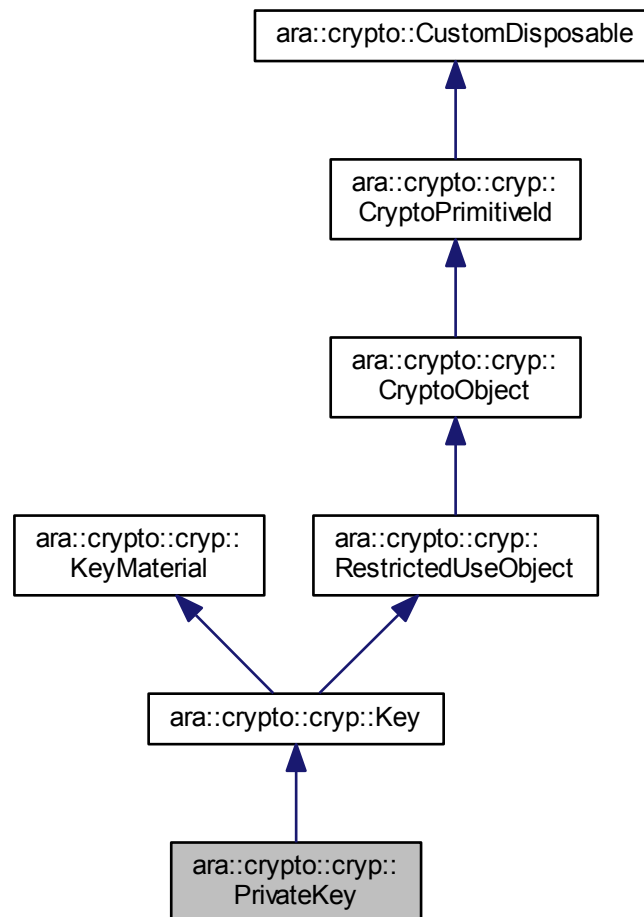 ara::crypto::CustomDisposable
ara::crypto::cryp::
CryptoPrimitiveId
ara::crypto::cryp::
CryptoObject
ara::crypto::cryp::
KeyMaterial
ara::crypto::cryp::
RestrictedUseObject
ara::crypto::cryp::Key
ara::crypto::cryp::
PrivateKey